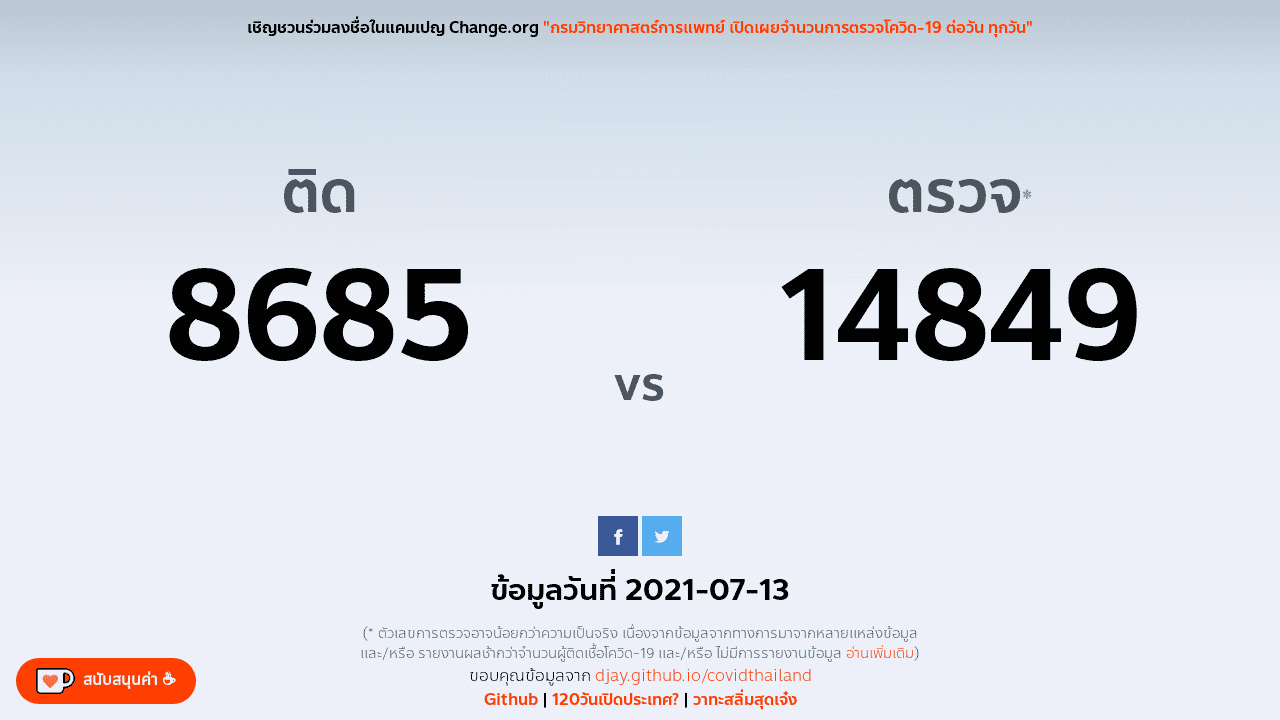 เชิญชวนร่วมลงชื่อในแคมเปญ Change.org "กรมวิทยาศาสตร์การแพทย์ เปิดเผยจำนวนการตรวจโควิด-19 ต่อวัน ทุกวัน"
ติด
8685
vs
ตรวจ*
14849
ข้อมูลวันที่ 2021-07-13
(* ตัวเลขการตรวจอาจน้อยกว่าความเป็นจริง เนื่องจากข้อมูลจากทางการมาจากหลายแหล่งข้อมูล
และ/หรือ รายงานผลช้ากว่าจำนวนผู้ติดเชื้อโควิด-19 และ/หรือ ไม่มีการรายงานข้อมูล อ่านเพิ่มเติม)
ขอบคุณข้อมูลจาก djay.github.io/covidthailand
Github | 120วันเปิดประเทศ? | วาทะสลิ่มสุดเจ๋ง
สนับสนุนค่า ☕